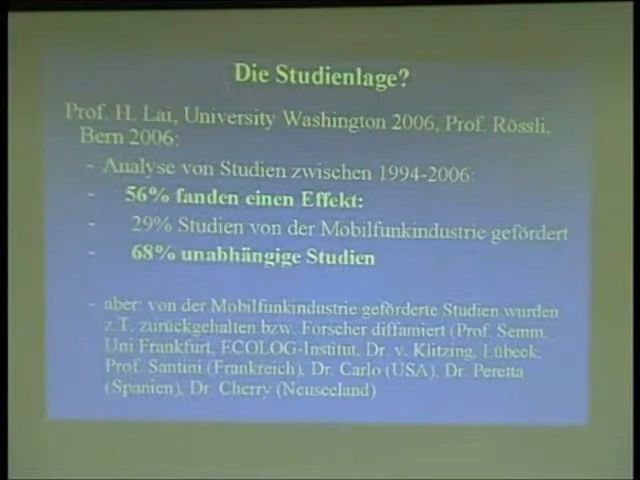 Die Studienlage?
Prof. H. Lai, University Washington 2006, Prof. Rössli,
Bern 2006:
- Analyse von Studien zwischen 1994-2006:
- 56% fanden einen Effekt:
- 29% Studien von der Mobilfunkindustrie gefördert
- 68% unabhängige Studien
- aber: von der Mobilfunkindustrie geförderte Studien wurden
z.T. zurückgehalten bzw. Forscher diffamiert (Prof. Semm,
Uni Frankfurt, ECOLOG-Institut, Dr. v. Klitzing, Lübeck,
Prof. Santini (Frankreich), Dr. Carlo (USA), Dr. Peretta
(Spanien), Dr. Cherry (Neuseeland)